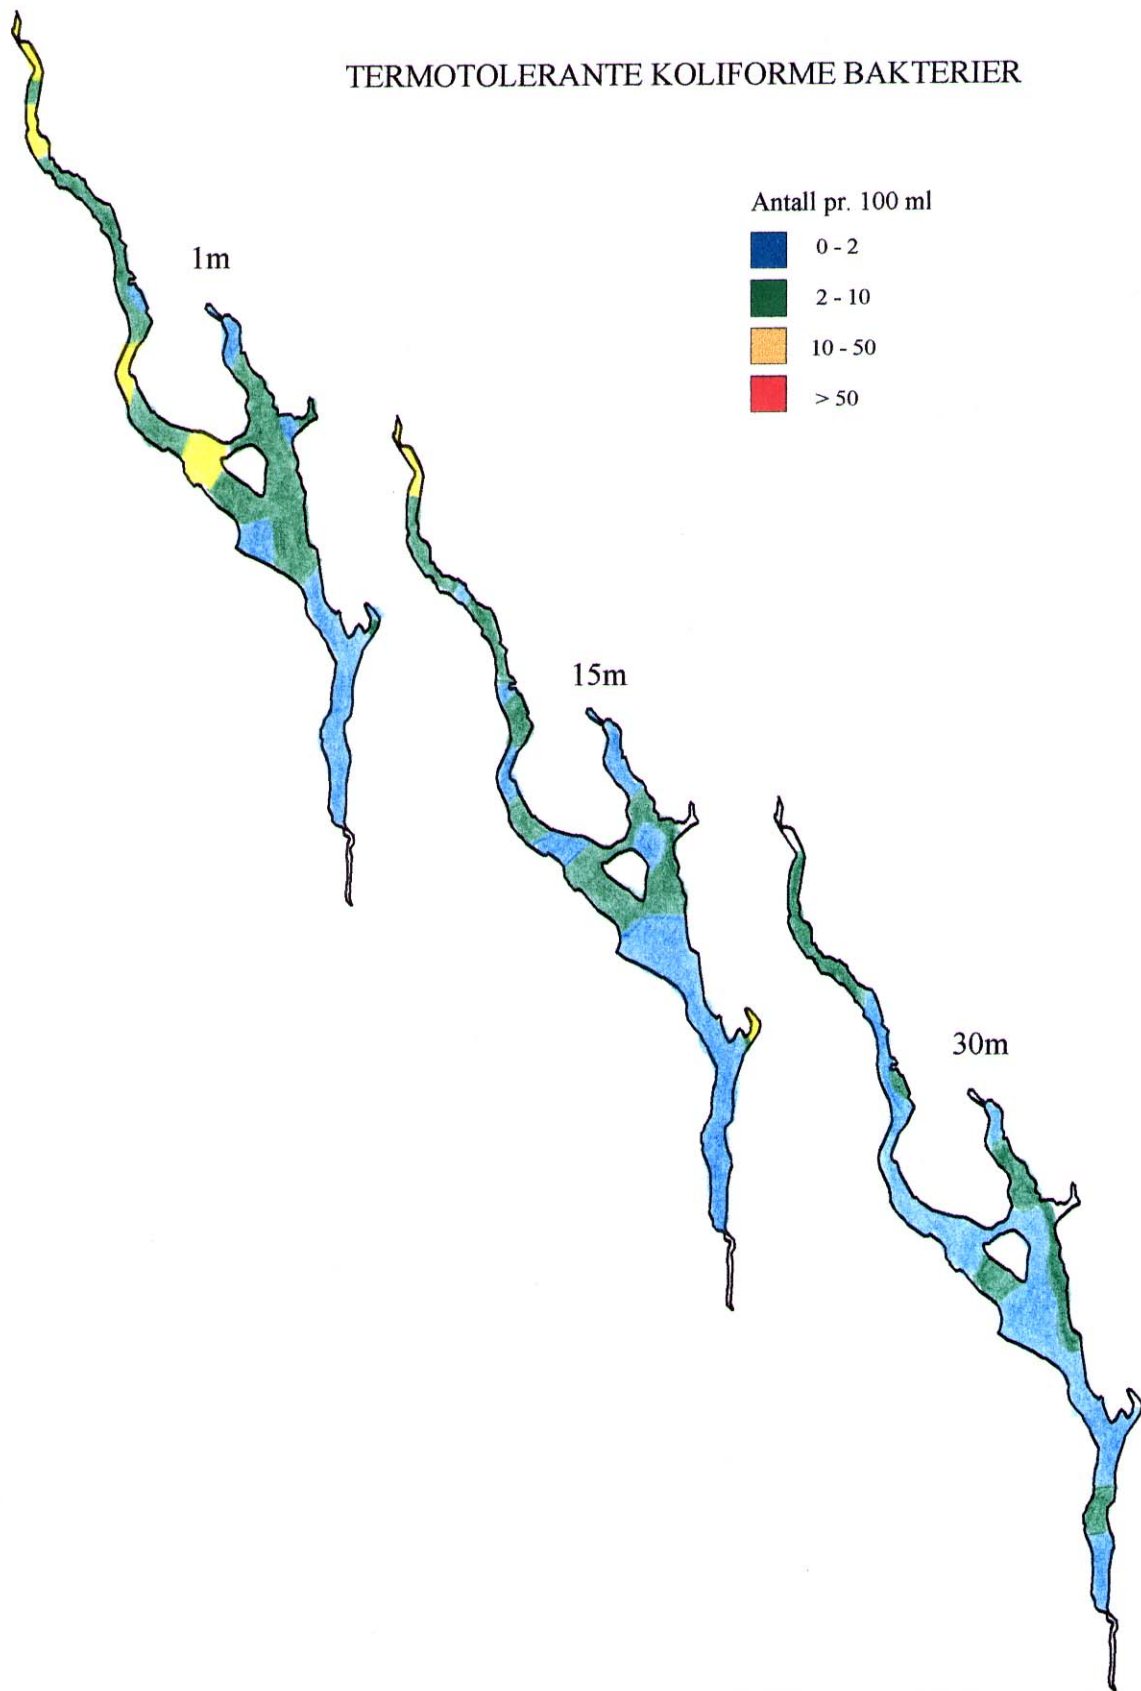 TERMOTOLERANTE KOLIFORME BAKTERIER
Antall pr. 100 ml
0 - 2
2 - 10
10 - 50
> 50
1m
15m
30m